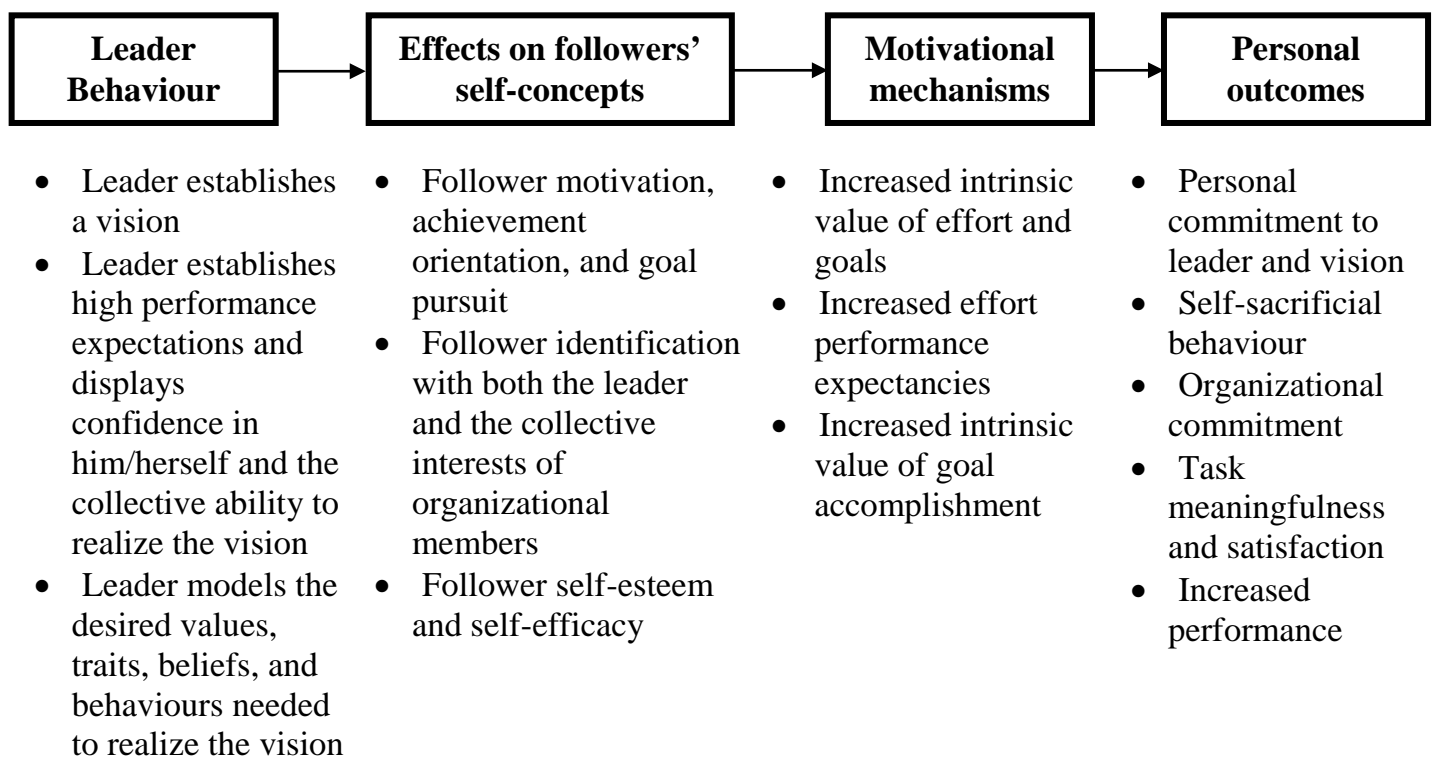 Leader
Behaviour
Effects on followers’
self-concepts
Motivational
mechanisms
Personal
outcomes
• Leader establishes
a vision
• Leader establishes
high performance
expectations and
displays
confidence in
him/herself and the
collective ability to
realize the vision
• Leader models the
desired values,
traits, beliefs, and
behaviours needed
to realize the vision
• Follower motivation,
achievement
orientation, and goal
pursuit
• Follower identification
with both the leader
and the collective
interests of
organizational
members
• Follower self-esteem
and self-efficacy
• Increased intrinsic
value of effort and
goals
• Increased effort
performance
expectancies
• Increased intrinsic
value of goal
accomplishment
• Personal
commitment to
leader and vision
• Self-sacrificial
behaviour
• Organizational
commitment
• Task
meaningfulness
and satisfaction
• Increased
performance